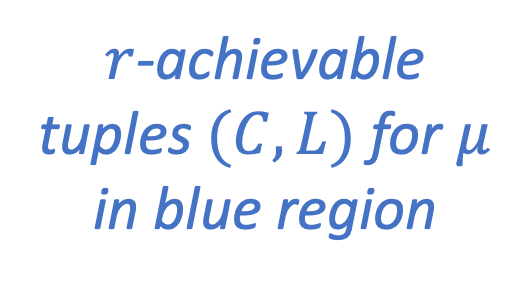 r-achievable
tuples (C, L) for μ
in blue region